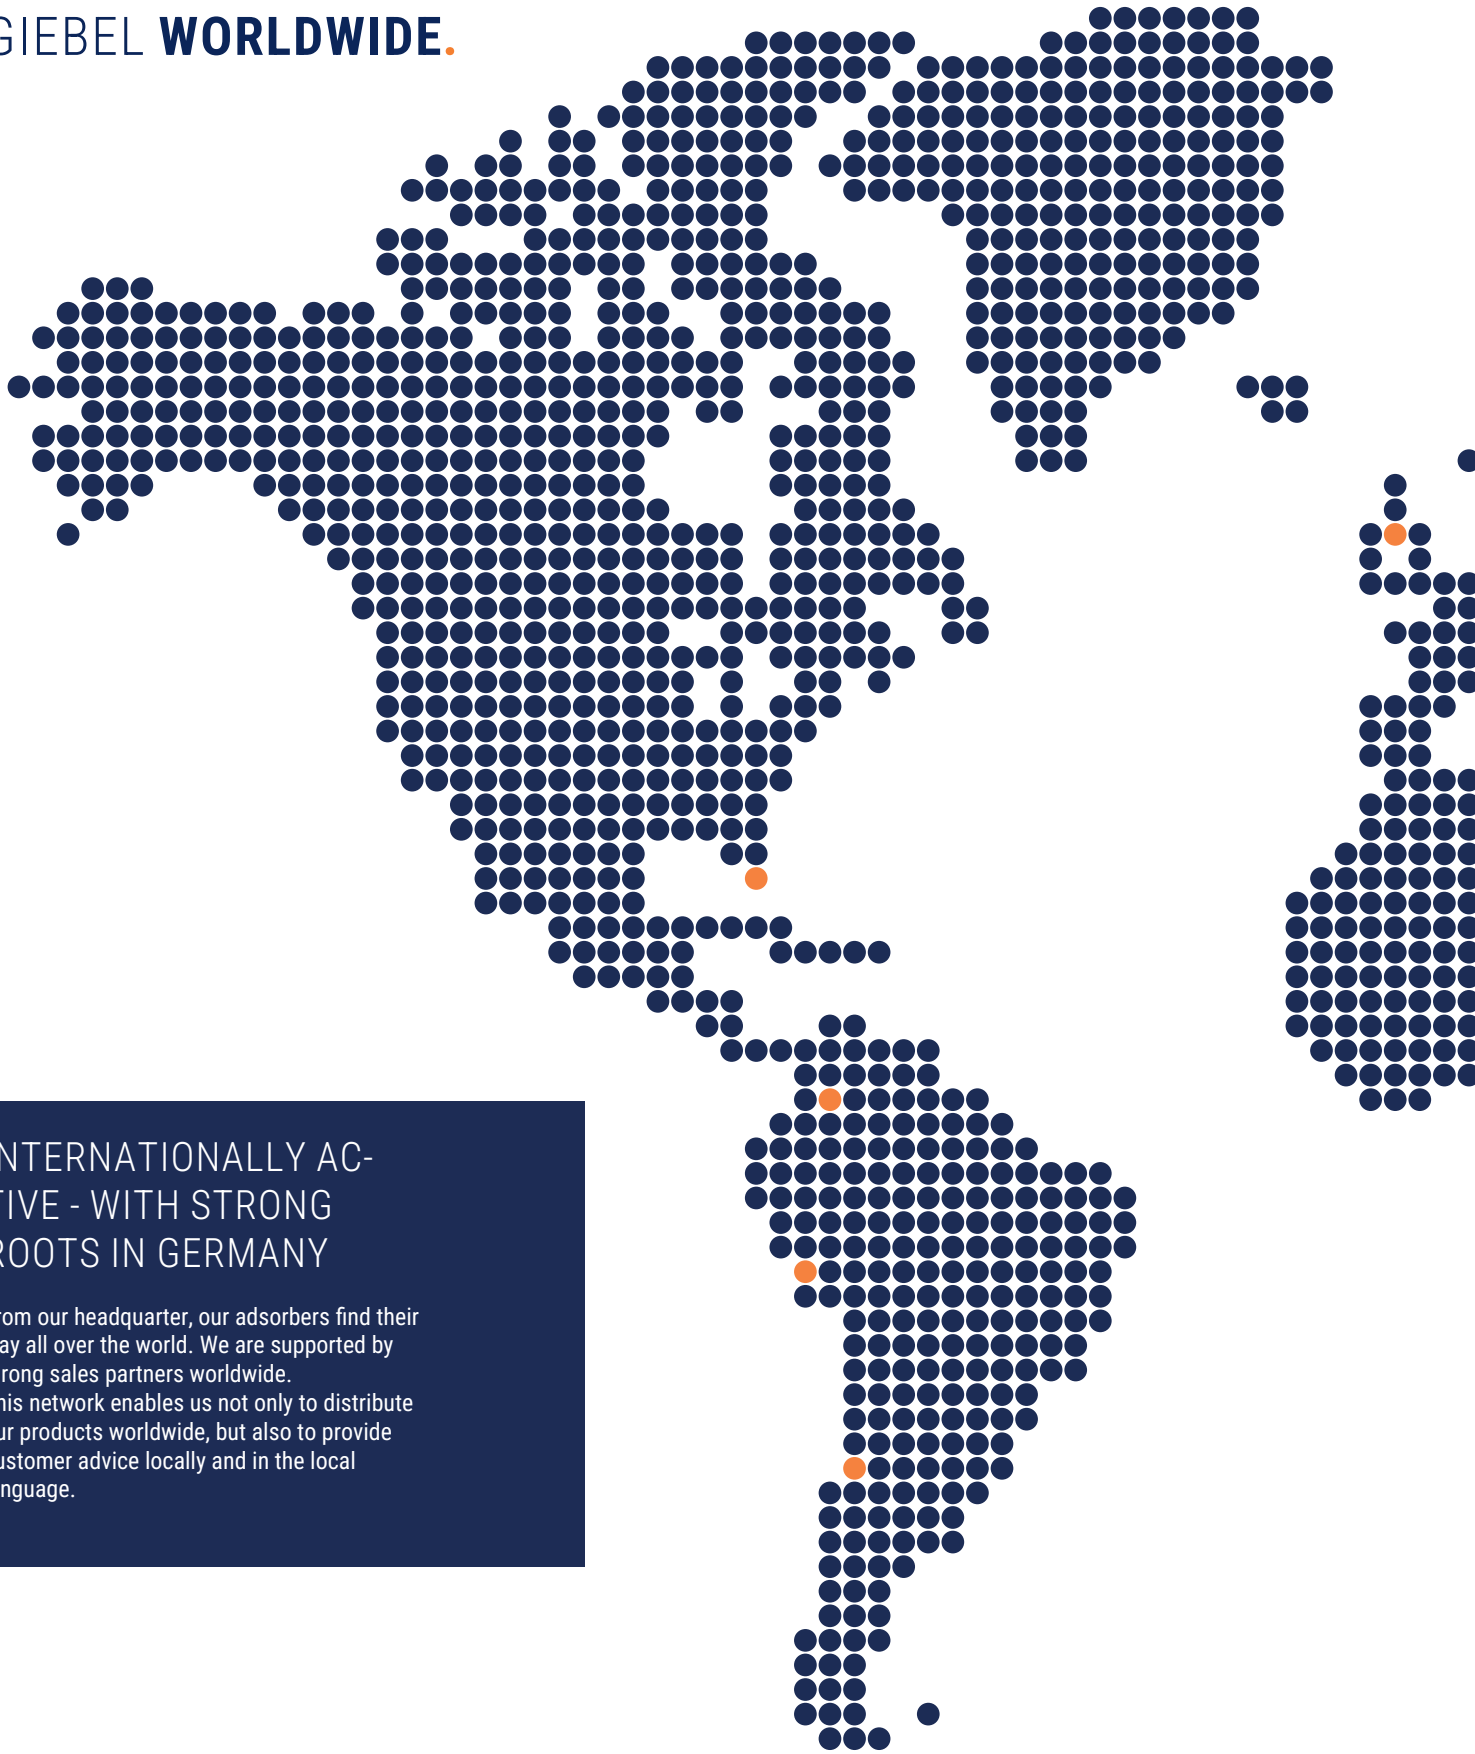 GIEBEL WORLDWIDE.
INTERNATIONALLY AC-
TIVE - WITH STRONG
ROOTS IN GERMANY
rom our headquarter, our adsorbers find their
ay all over the world. We are supported by
rong sales partners worldwide.
his network enables us not only to distribute
ur products worldwide, but also to provide
ustomer advice locally and in the local
nguage.